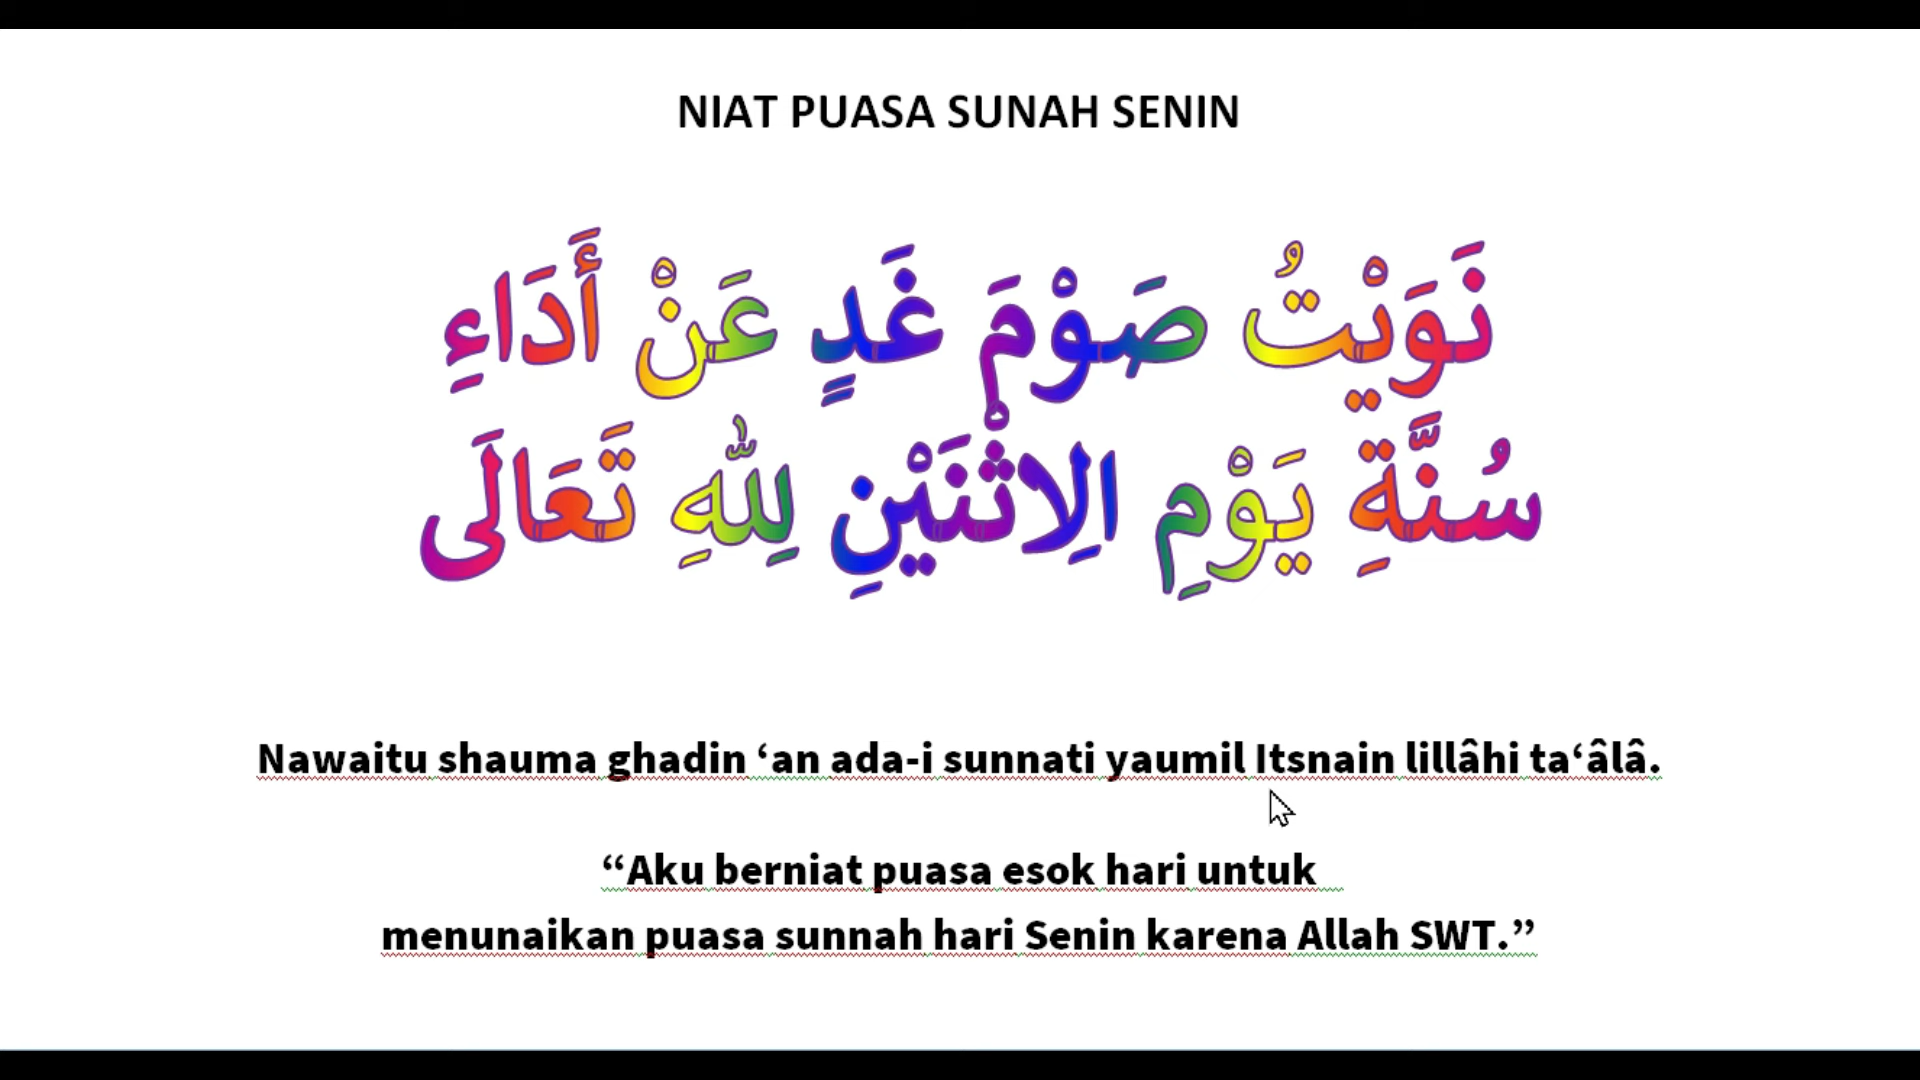 NIAT PUASA SUNAH SENIN
نَوَيْتُ صَوْمَ غَدٍ عَنْ أَدَاءِ
سُنَّةِ يَوْمِ الِاثْنَيْنِ لِلّٰهِ تَعَالَى
Nawaitu shauma ghadin ‘an ada-i sunnati yaumil Itsnain lillâhi ta‘âlâ.
“Aku berniat puasa esok hari untuk
menunaikan puasa sunnah hari Senin karena Allah SWT.”